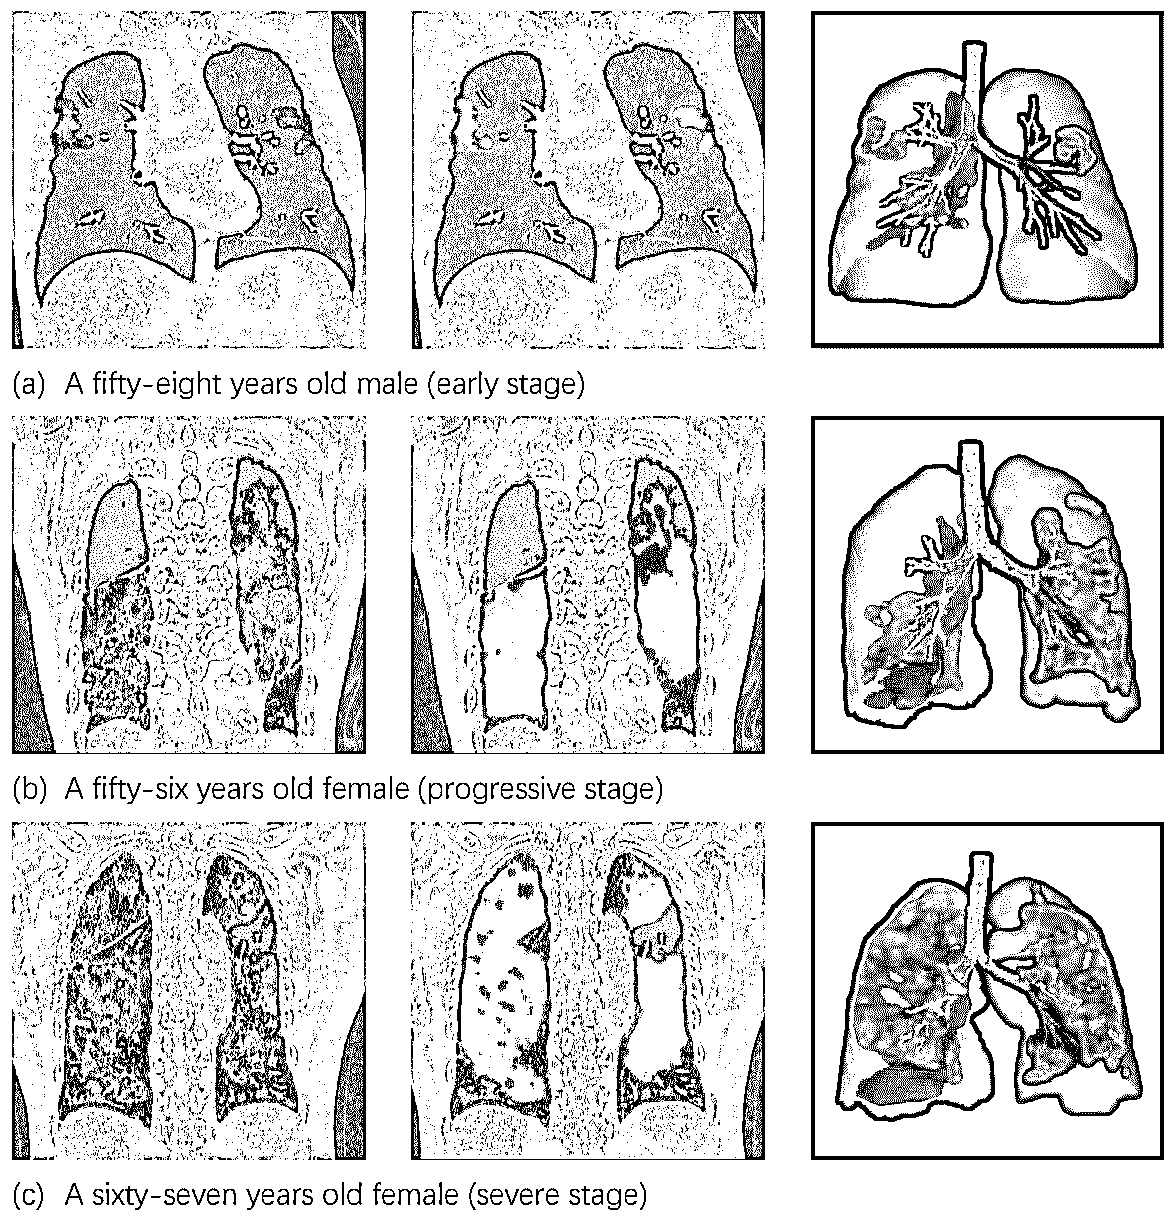 (a) A fifty-eight years old male (early stage)
(b) A fifty-six years old female (progressive stage)
(c) A sixty-seven years old female (severe stage)